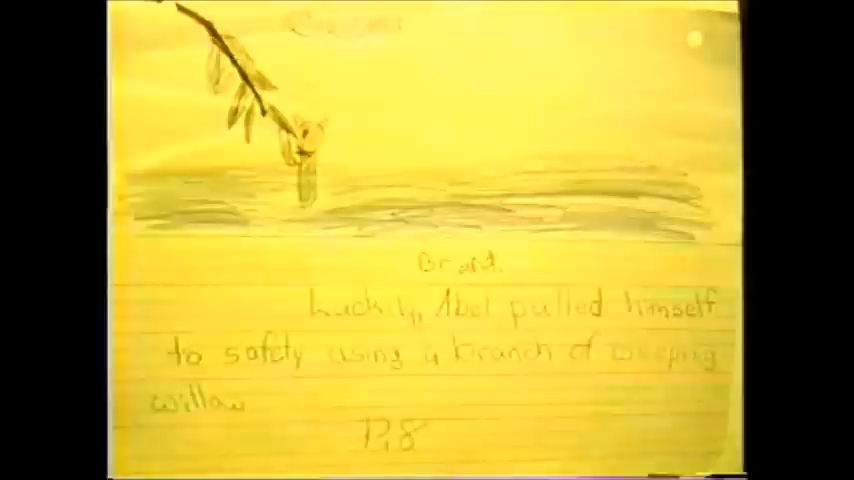 Brand.
Luckily, Abel pulled himself
to safety using a branch of weeping
willow
P.8